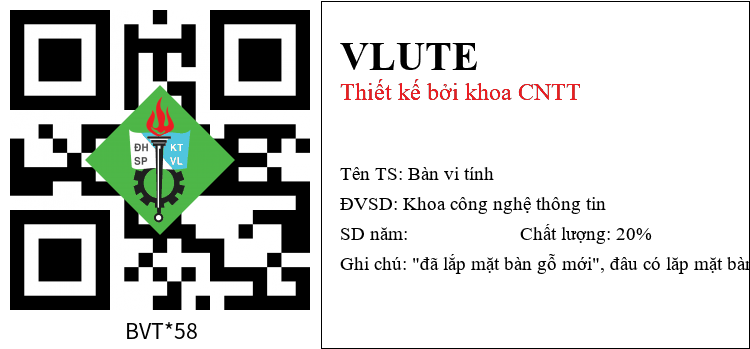 ĐH
KT
SP
VL
BVT*58
VLUTE
Thiết kế bởi khoa CNTT
Tên TS: Bàn vi tính
ĐVSD: Khoa công nghệ thông tin
SD năm: Chất lượng: 20%
Ghi chú: "đã lắp mặt bàn gỗ mới", đâu có lăp mặt bàn